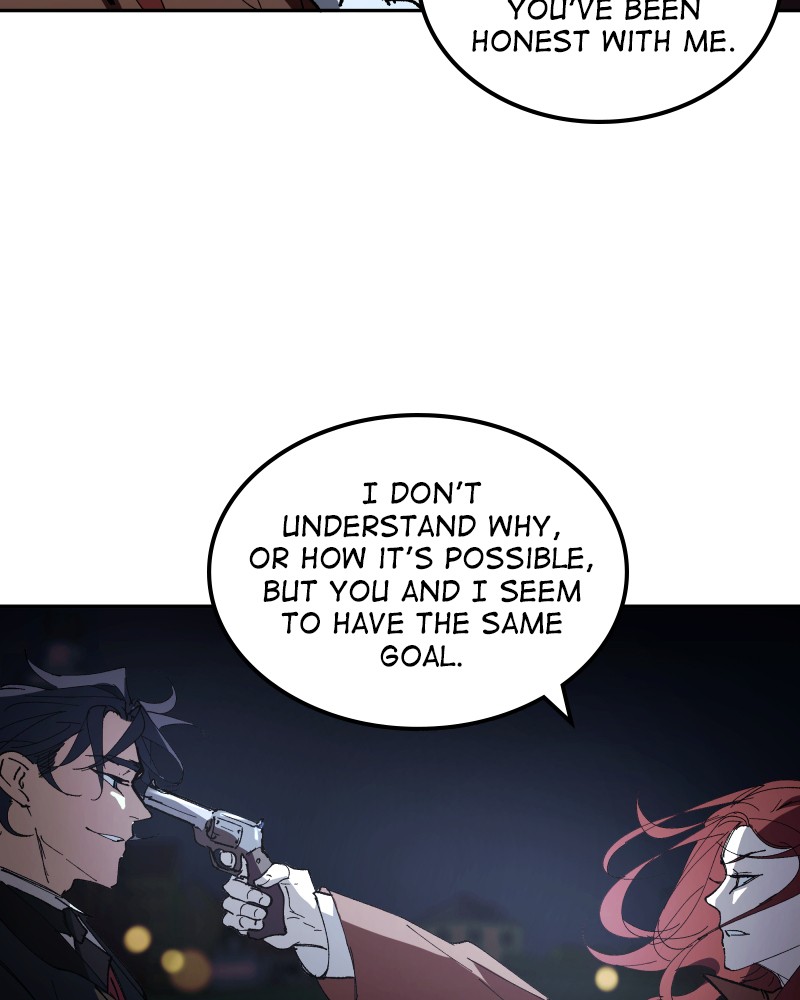 YOU'VE BEEN
HONEST WITH ME.
I DON'T
UNDERSTAND WHY,
OR HOW IT'S POSSIBLE,
BUT YOU AND I SEEM
TO HAVE THE SAME
GOAL.